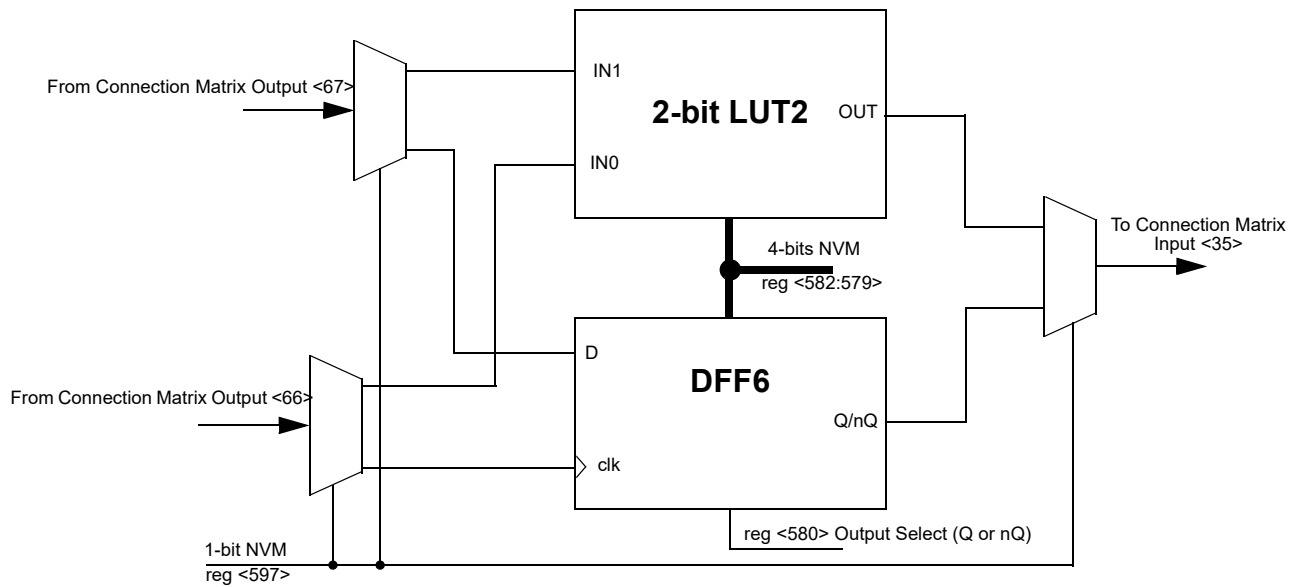 From Connection Matrix Output <67>
IN1
2-bit LUT2
OUT
IN0
To Connection Matrix
Input <35>
4-bits NVM
reg <582:579>
D
DFF6
From Connection Matrix Output <66>
Q/nQ
clk
reg <580> Output Select (Q or nQ)
1-bit NVM
reg <597>